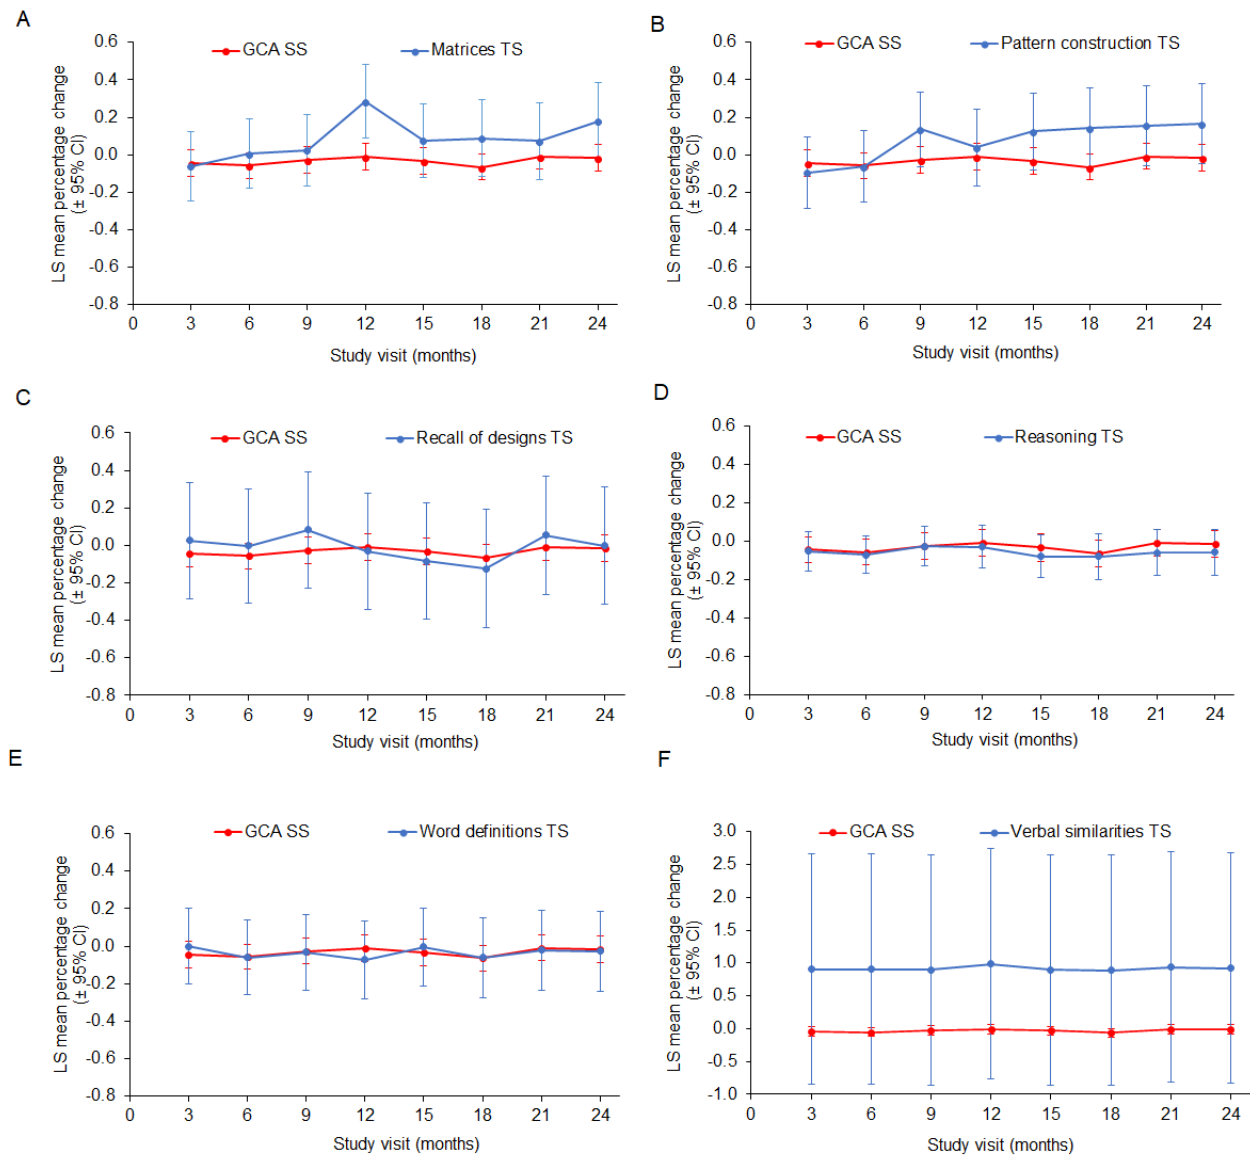 A
GCA SS Matrices TS
LS mean percentage change
(± 95% CI)
0.6
0.4
0.2
0.0
-0.2
-0.4
-0.6
-0.8
0 3 6 9 12 15 18 21 24
Study visit (months)
B
GCA SS Pattern construction TS
LS mean percentage change
(± 95% CI)
0.6
0.4
0.2
0.0
-0.2
-0.4
-0.6
-0.8
0 3 6 9 12 15 18 21 24
Study visit (months)
C
GCA SS Recall of designs TS
LS mean percentage change
(± 95% CI)
0.6
0.4
0.2
0.0
-0.2
-0.4
-0.6
-0.8
0 3 6 9 12 15 18 21 24
Study visit (months)
D
GCA SS Reasoning TS
LS mean percentage change
(± 95% CI)
0.6
0.4
0.2
0.0
-0.2
-0.4
-0.6
-0.8
0 3 6 9 12 15 18 21 24
Study visit (months)
E
GCA SS Word definitions TS
LS mean percentage change
(± 95% CI)
0.6
0.4
0.2
0.0
-0.2
-0.4
-0.6
-0.8
0 3 6 9 12 15 18 21 24
Study visit (months)
F
GCA SS Verbal similarities TS
LS mean percentage change
(± 95% CI)
3.0
2.5
2.0
1.5
1.0
0.5
0.0
-0.5
-1.0
3 6 9 12 15 18 21 24
Study visit (months)